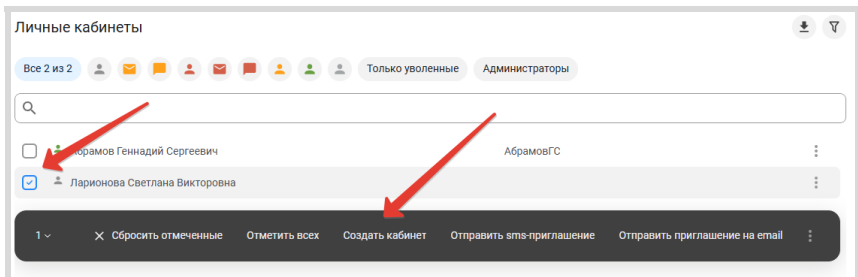 Личные кабинеты
Все 2 из 2 Только уволенные Администраторы
Абрамов Геннадий Сергеевич АбрамовГС
Ларионова Светлана Викторовна
1 Сбросить отмеченные Отметить всех Создать кабинет Отправить sms-приглашение Отправить приглашение на email